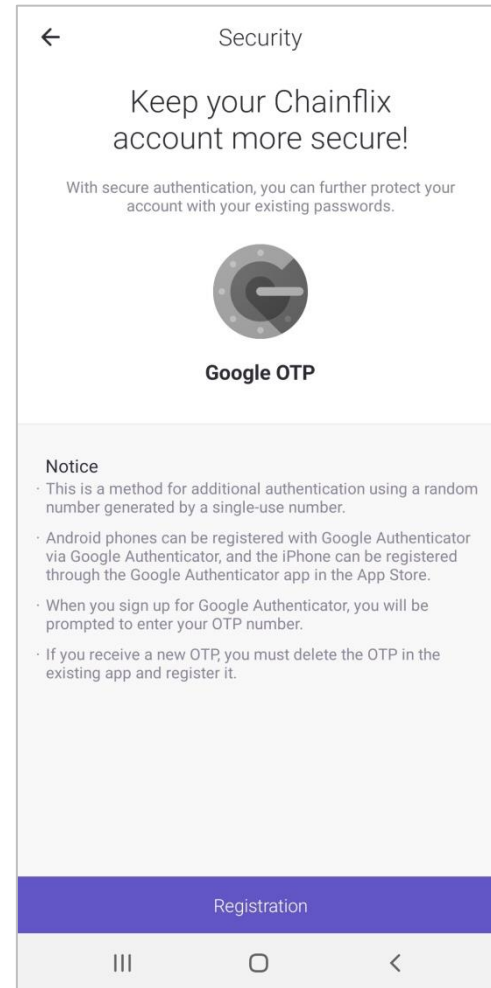 Security
Keep your Chainflix
account more secure!
With secure authentication, you can further protect your
account with your existing passwords.
Google OTP
Notice
· This is a method for additional authentication using a random
number generated by a single-use number.
· Android phones can be registered with Google Authenticator
via Google Authenticator, and the iPhone can be registered
through the Google Authenticator app in the App Store.
· When you sign up for Google Authenticator, you will be
prompted to enter your OTP number.
· If you receive a new OTP, you must delete the OTP in the
existing app and register it.
Registration